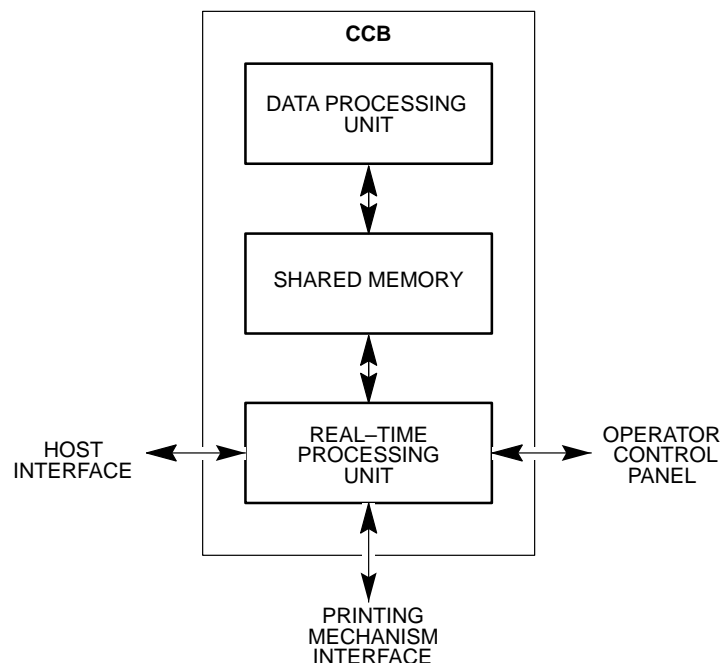 CCB
DATA PROCESSING
UNIT
SHARED MEMORY
REAL–TIME
PROCESSING
UNIT
HOST
INTERFACE
OPERATOR
CONTROL
PANEL
PRINTING
MECHANISM
INTERFACE